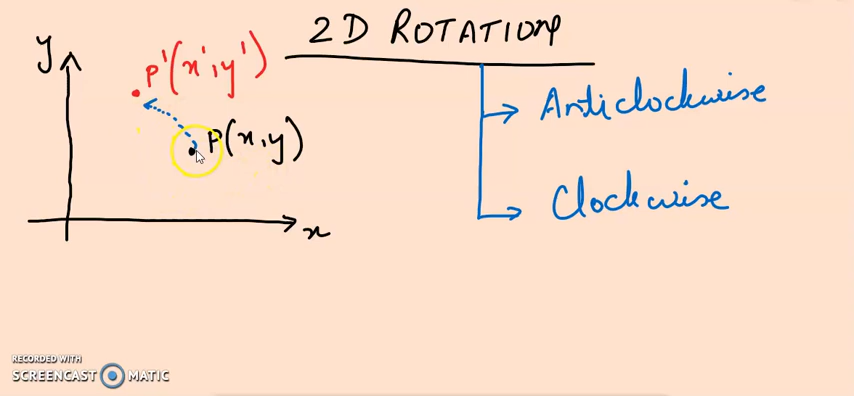 2D ROTATION
y
P'(x',y')
Anticlockwise
P(x,y)
Clockwise
x
RECORDED WITH
SCREENCAST MATIC